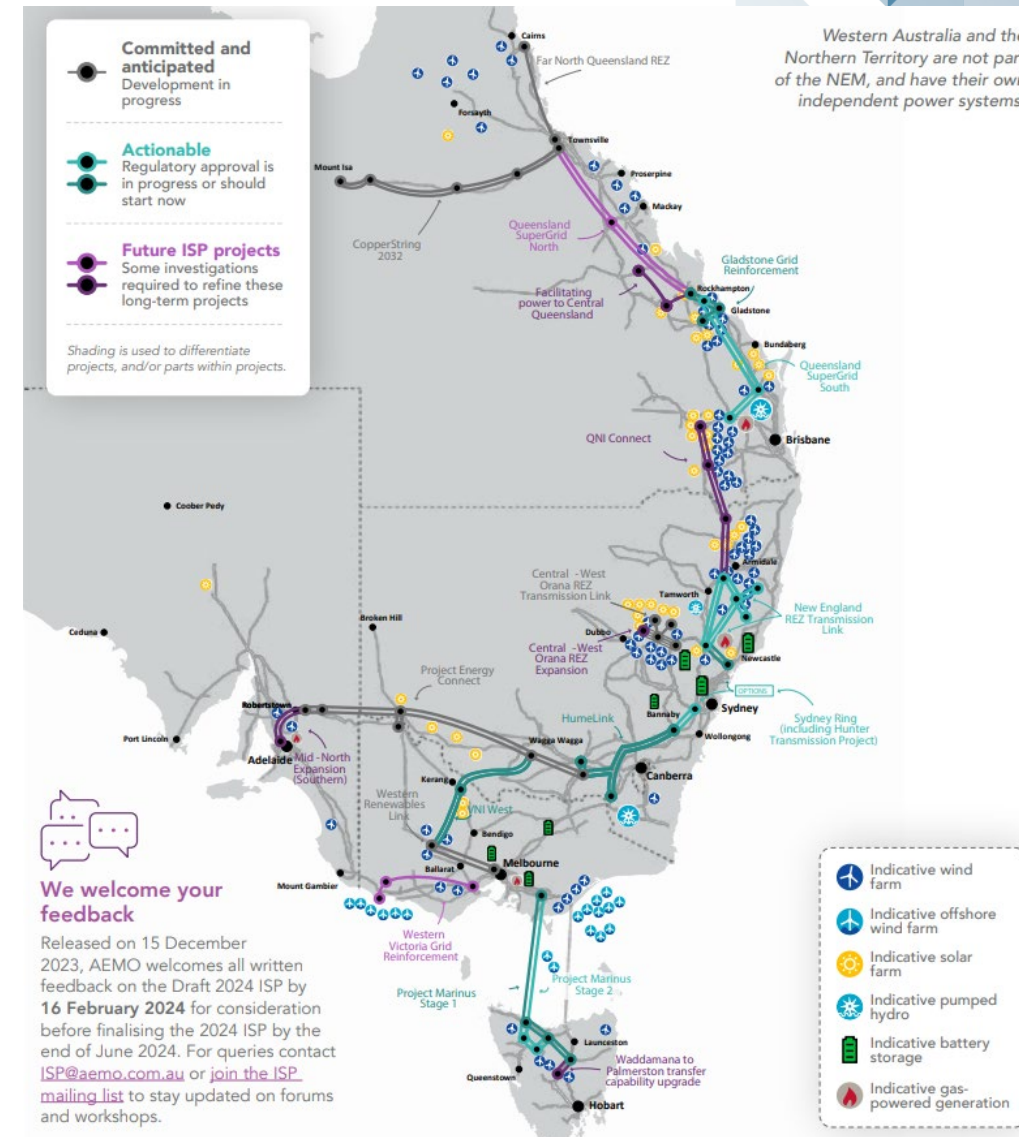 Committed and
anticipated
Development in
progress
Actionable
Regulatory approval is
in progress or should
start now
Future ISP projects
Some investigations
required to refine these
long-term projects
Shading is used to differentiate
projects, and/or parts within projects.
Western Australia and the
Northern Territory are not par
of the NEM, and have their own
independent power systems
Cairns
Far North Queensland REZ
Forsayth
Townsville
Mount Isa
Proserpine
Mackay
CopperString
2032
Queensland
SuperGrid
North
Gladstone Grid
Reinforcement
Facilitating
power to Central
Queensland
Rockhampton
Gladstone
Bundaberg
Queensland
SuperGrid
South
QNI Connect
Brisbane
Coober Pedy
Armidale
Central -West
Orana REZ
Transmission Link
Tamworth
New England
REZ Transmission
Link
Broken Hill
Ceduna
Dubbo
Central -West
Orana REZ
Expansion
Newcastle
Project Energy
Connect
OPTIONS
Robertstown
HumeLink
Bannaby
Sydney
Sydney Ring
(including Hunter
Transmission Project)
Port Lincoln
Wagga Wagga
Wollongong
Adelaide
Mid -North
Expansion
(Southern)
Kerang
Canberra
Western
Renewables
Link
VNI West
Bendigo
Melbourne
Ballarat
Mount Gambier
Western
Victoria Grid
Reinforcement
Project Marinus
Stage 1
Project Marinus
Stage 2
Launceston
Queenstown
Waddamana to
Palmerston transfer
capability upgrade
Hobart
We welcome your
feedback
Released on 15 December
2023, AEMO welcomes all written
feedback on the Draft 2024 ISP by
16 February 2024 for consideration
before finalising the 2024 ISP by the
end of June 2024. For queries contact
ISP@aemo.com.au or join the ISP
mailing list to stay updated on forums
and workshops.
Indicative wind
farm
Indicative offshore
wind farm
Indicative solar
farm
Indicative pumped
hydro
Indicative battery
storage
Indicative gas-
powered generation